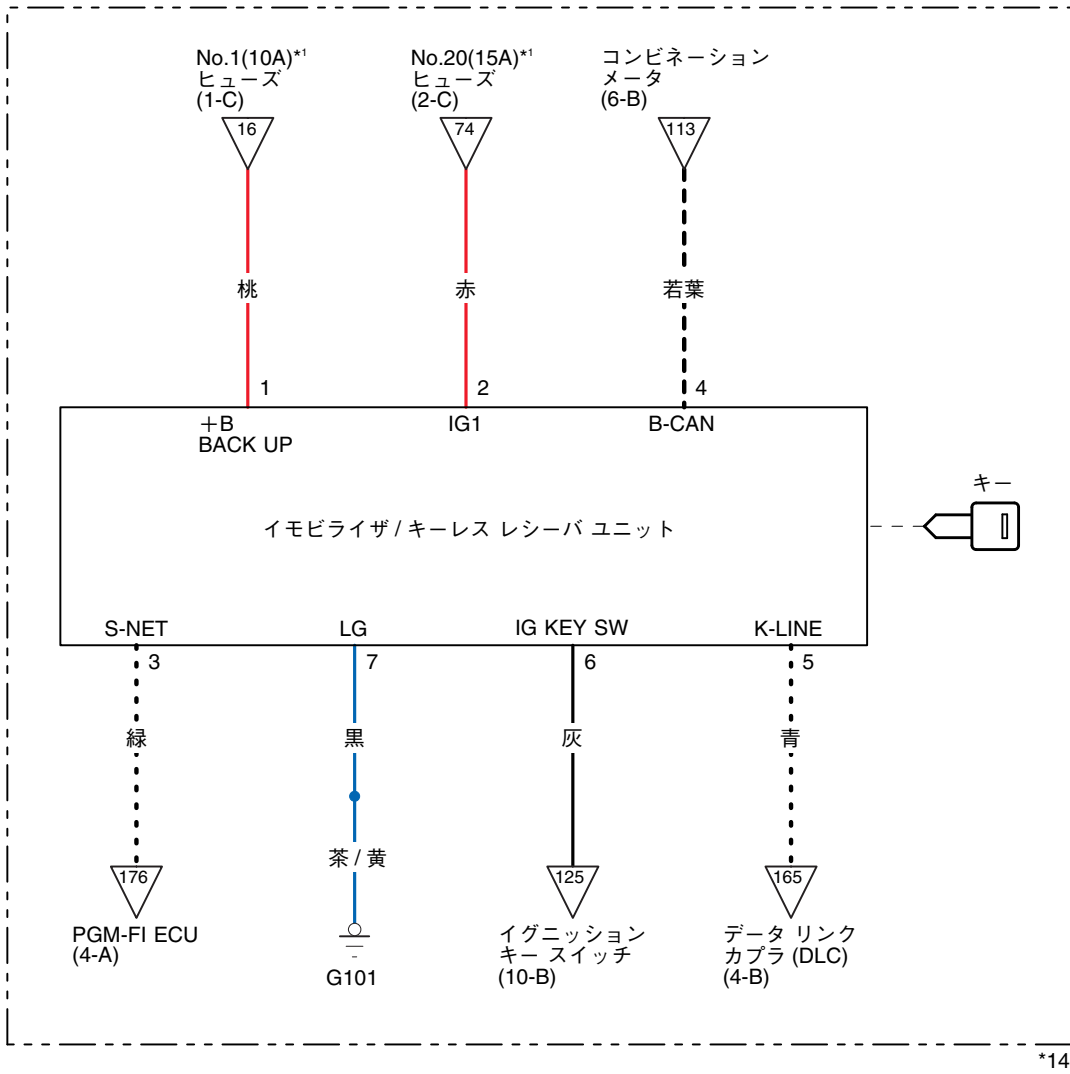 No.1(10A)*1
ヒューズ
(1-C)
No.20(15A)*1
ヒューズ
(2-C)
コンビネーション
メータ
(6-B)
16
74
113
桃
赤
若葉
1
2
4
+B
BACK UP
IG1
B-CAN
キー
イモビライザ / キーレス レシーバ ユニット
S-NET
LG
IG KEY SW
K-LINE
3
7
6
5
緑
黒
灰
青
茶 / 黄
176
125
165
PGM-FI ECU
(4-A)
G101
イグニッション
キー スイッチ
(10-B)
データ リンク
カプラ (DLC)
(4-B)
*14